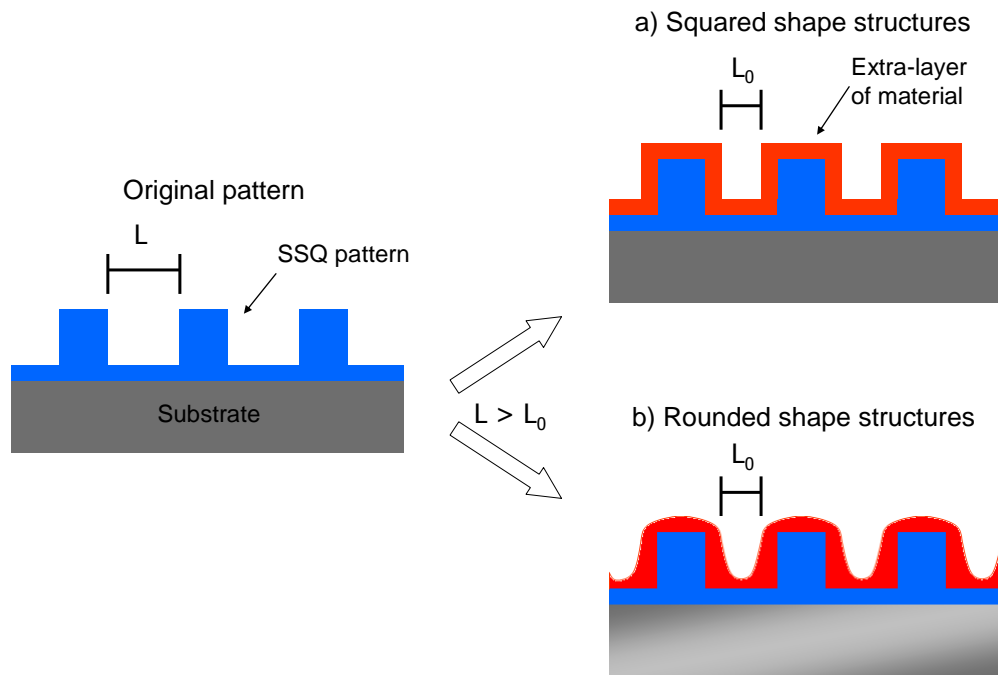 a) Squared shape structures
L0
Extra-layer
of material
Original pattern
L
SSQ pattern
Substrate
L > L0
b) Rounded shape structures
L0